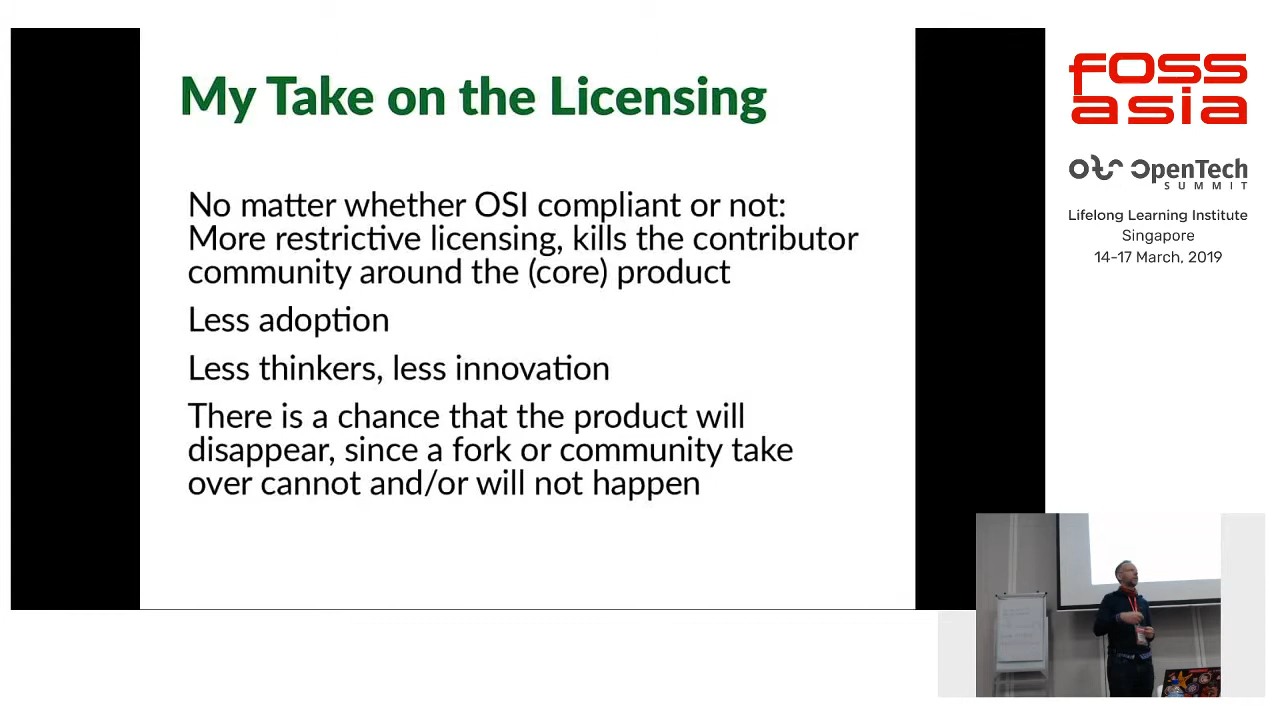 My Take on the Licensing
No matter whether OSI compliant or not:
More restrictive licensing, kills the contributor
community around the (core) product
Less adoption
Less thinkers, less innovation
There is a chance that the product will
disappear, since a fork or community take
over cannot and/or will not happen
FOSS
asia
OpenTech
SUMMIT
Lifelong Learning Institute
Singapore
14-17 March, 2019